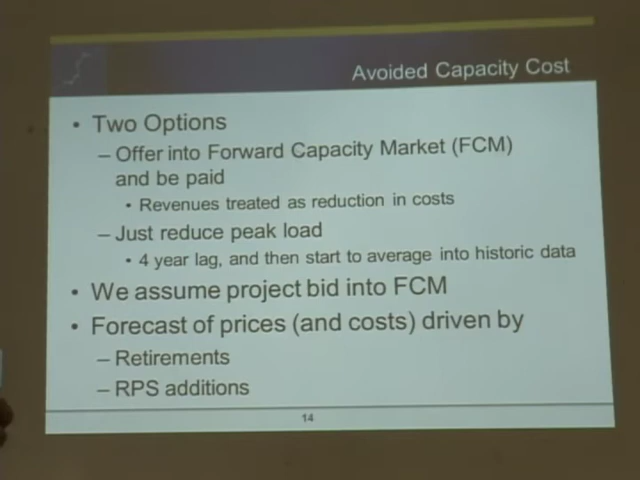 Avoided Capacity Cost
• Two Options
– Offer into Forward Capacity Market (FCM)
and be paid
• Revenues treated as reduction in costs
– Just reduce peak load
• 4 year lag, and then start to average into historic data
• We assume project bid into FCM
• Forecast of prices (and costs) driven by
– Retirements
– RPS additions
14